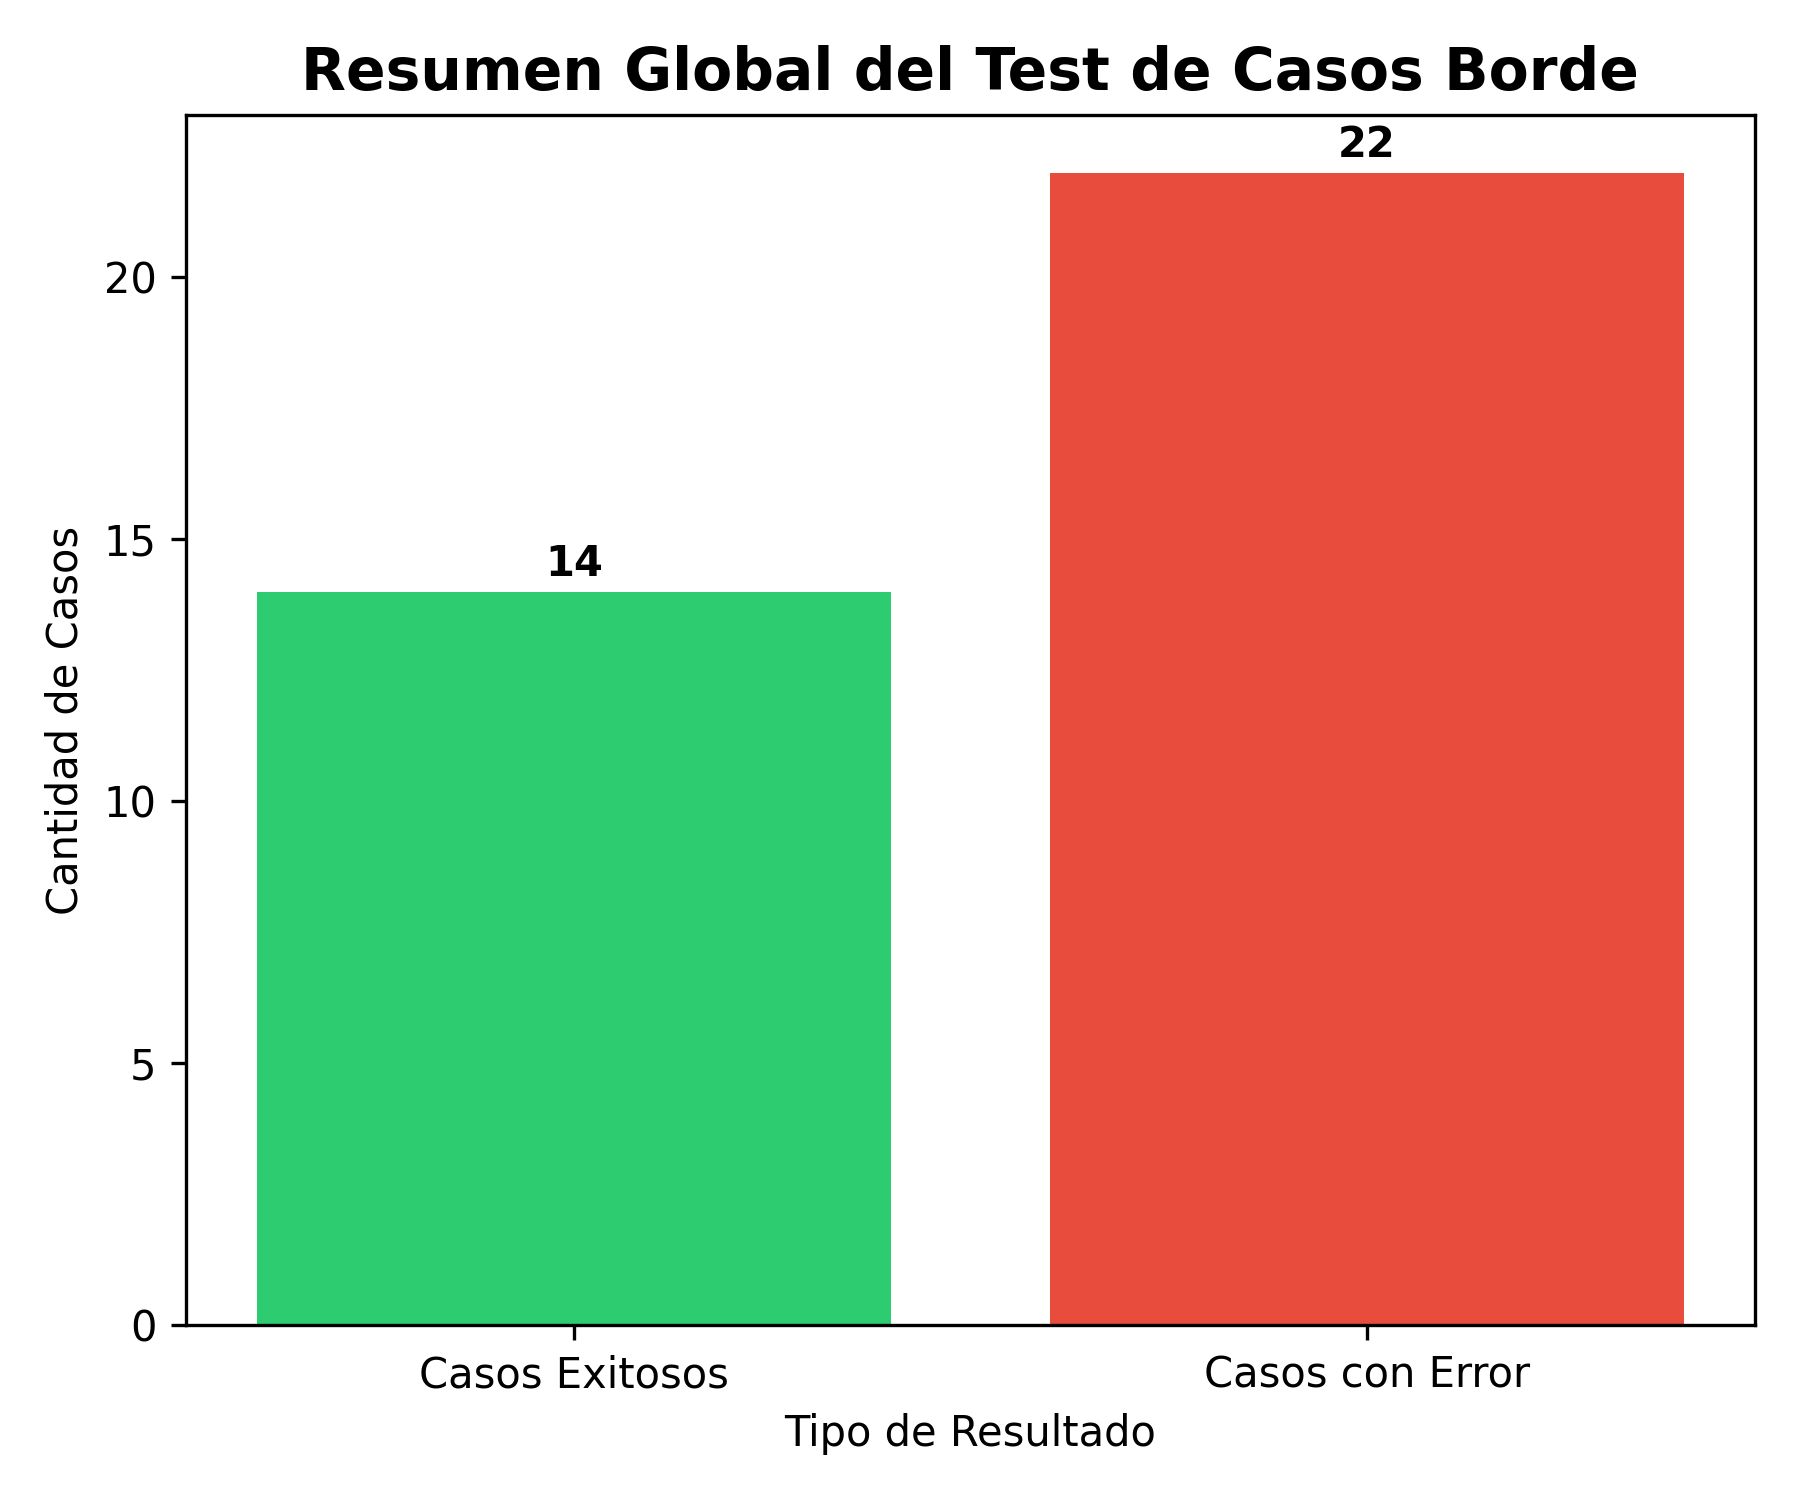 Resumen Global del Test de Casos Borde
22
20
14
15
10
5
0
Cantidad de Casos
Casos Exitosos
Casos con Error
Tipo de Resultado